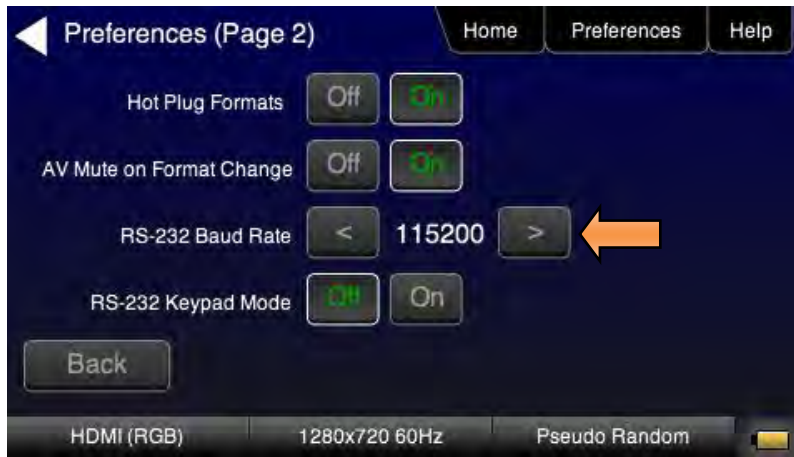 Preferences (Page 2) Home Preferences Help
Hot Plug Formats Off On
AV Mute on Format Change Off On
RS-232 Baud Rate < 115200 >
RS-232 Keypad Mode Off On
Back
HDMI (RGB) 1280x720 60Hz Pseudo Random